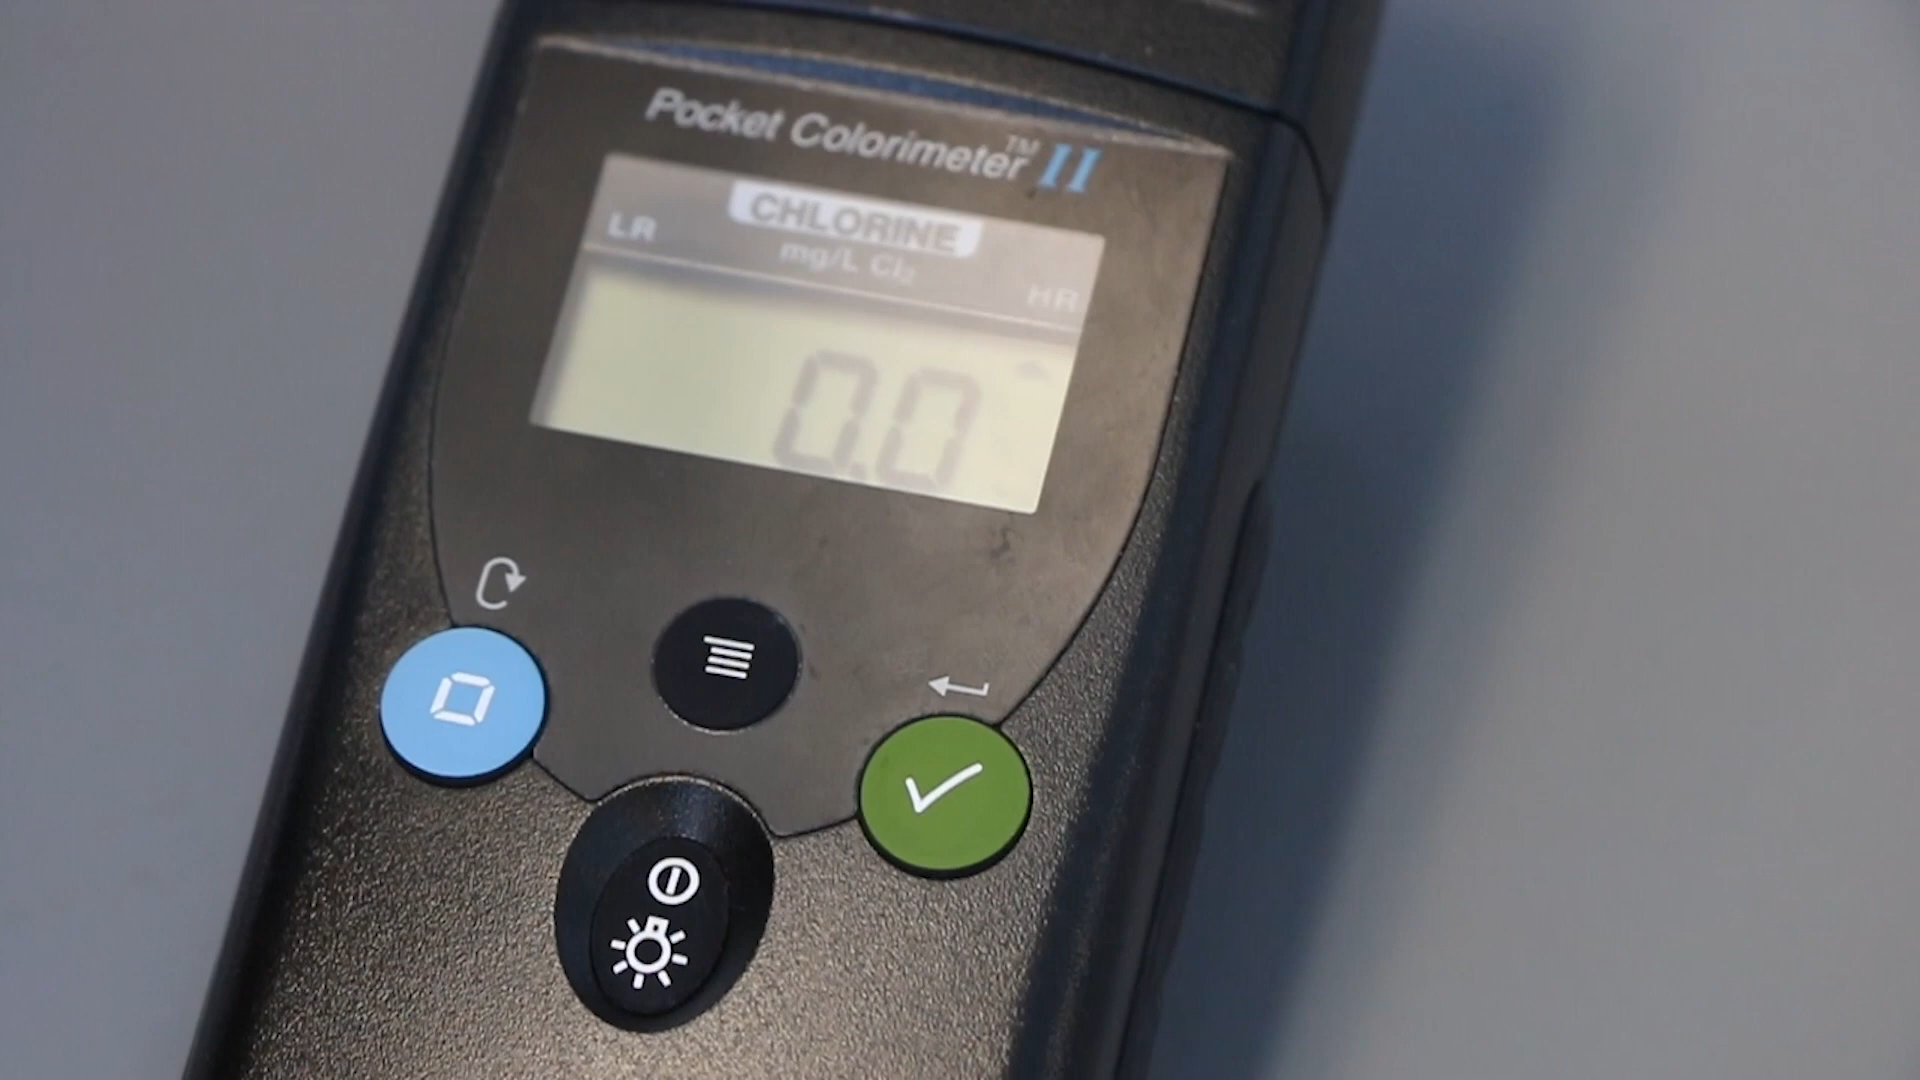 Pocket Colorimeter™ II
CHLORINE
LR
mg/L Cl₂
HR
0.0